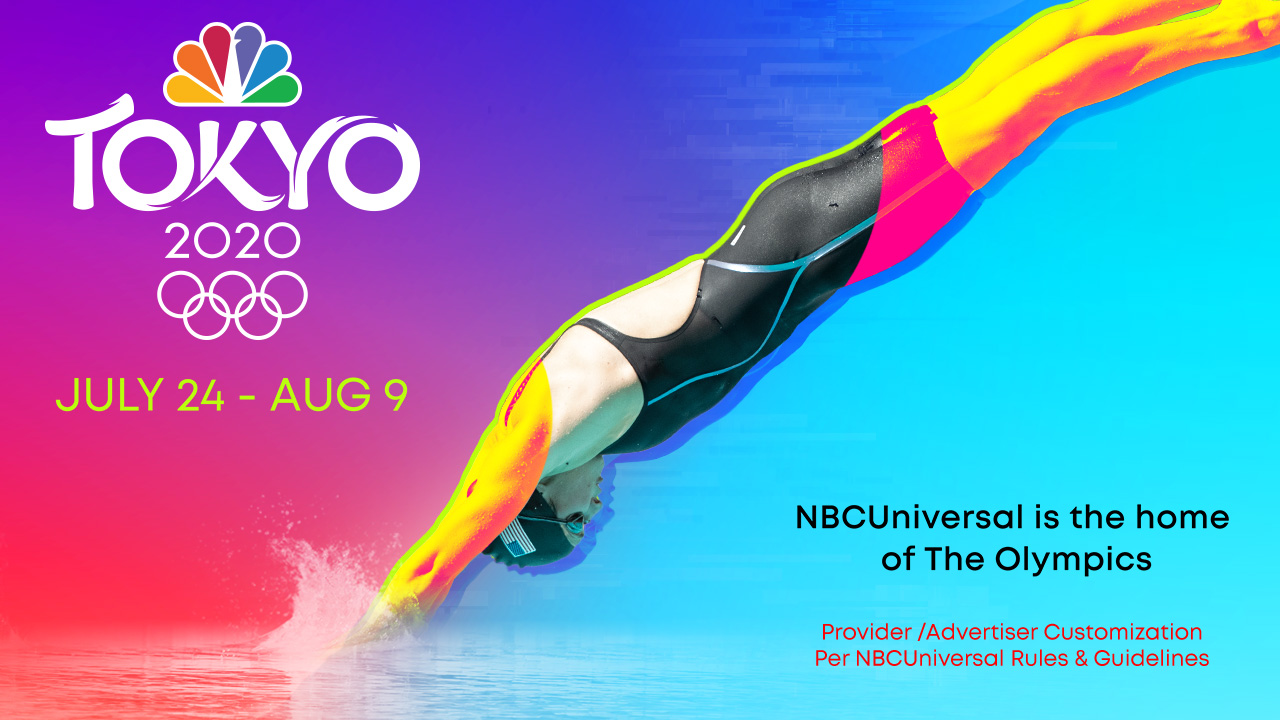 TOKYO
2020
JULY 24 - AUG 9
NBCUniversal is the home
of The Olympics
Provider /Advertiser Customization
Per NBCUniversal Rules & Guidelines